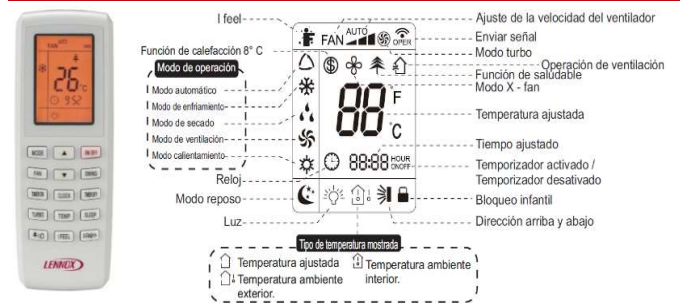 I feel
Ajuste de la velocidad del ventilador
Enviar señal
Modo turbo
Operación de ventilación
Función de saludable
Modo X - fan
Función de calefacción 8° C
Modo de operación
Modo automático
Modo de enfriamiento
Modo de secado
Modo de ventilación
Modo calientamiento
Temperatura ajustada
Tiempo ajustado
Temporizador activado /
Temporizador desativado
Reloj
Modo reposo
Luz
Bloqueo infantil
Dirección arriba y abajo
FAN AUTO OPER
88 F
°C
88:88 HOUR
ONOFF
Tipo de temperatura mostrada
Temperatura ajustada
Temperatura ambiente
interior.
Temperatura ambiente
exterior.
FAN
26
°C
MODE
ON/OFF
FAN
SWING
CLOCK
TURBO TEMP SLEEP
I FEEL
LENNOX